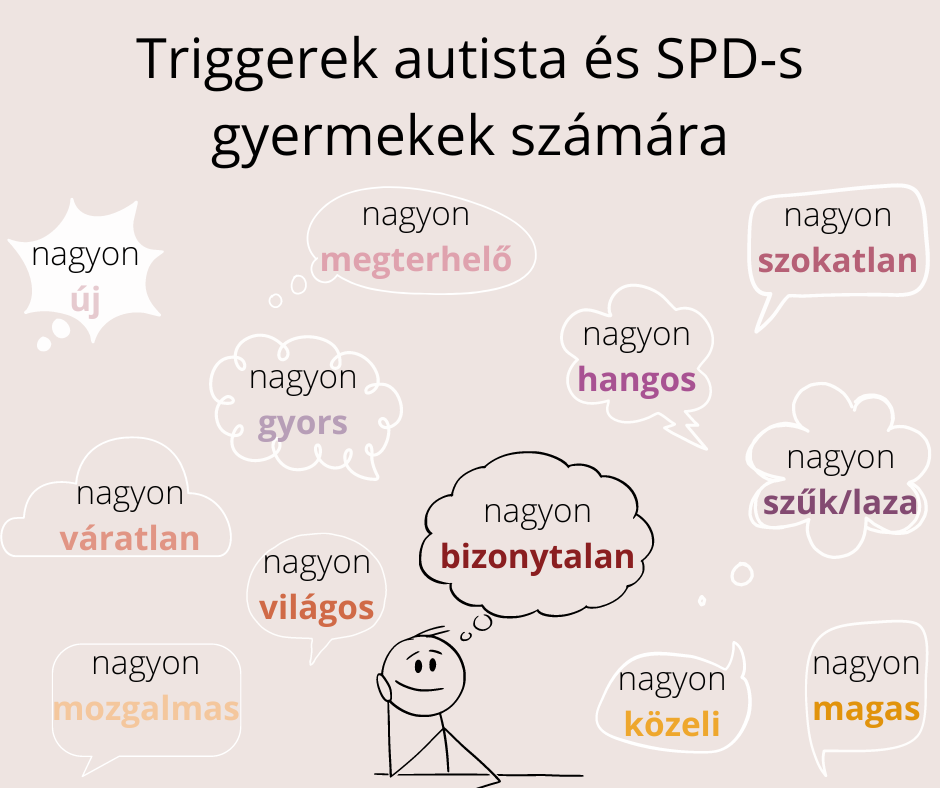 Triggerek autista és SPD-s
gyermekek számára
nagyon
új
nagyon
megterhelő
nagyon
szokatlan
nagyon
gyors
nagyon
hangos
nagyon
váratlan
nagyon
világos
nagyon
bizonytalan
nagyon
szűk/laza
nagyon
mozgalmas
nagyon
közeli
nagyon
magas